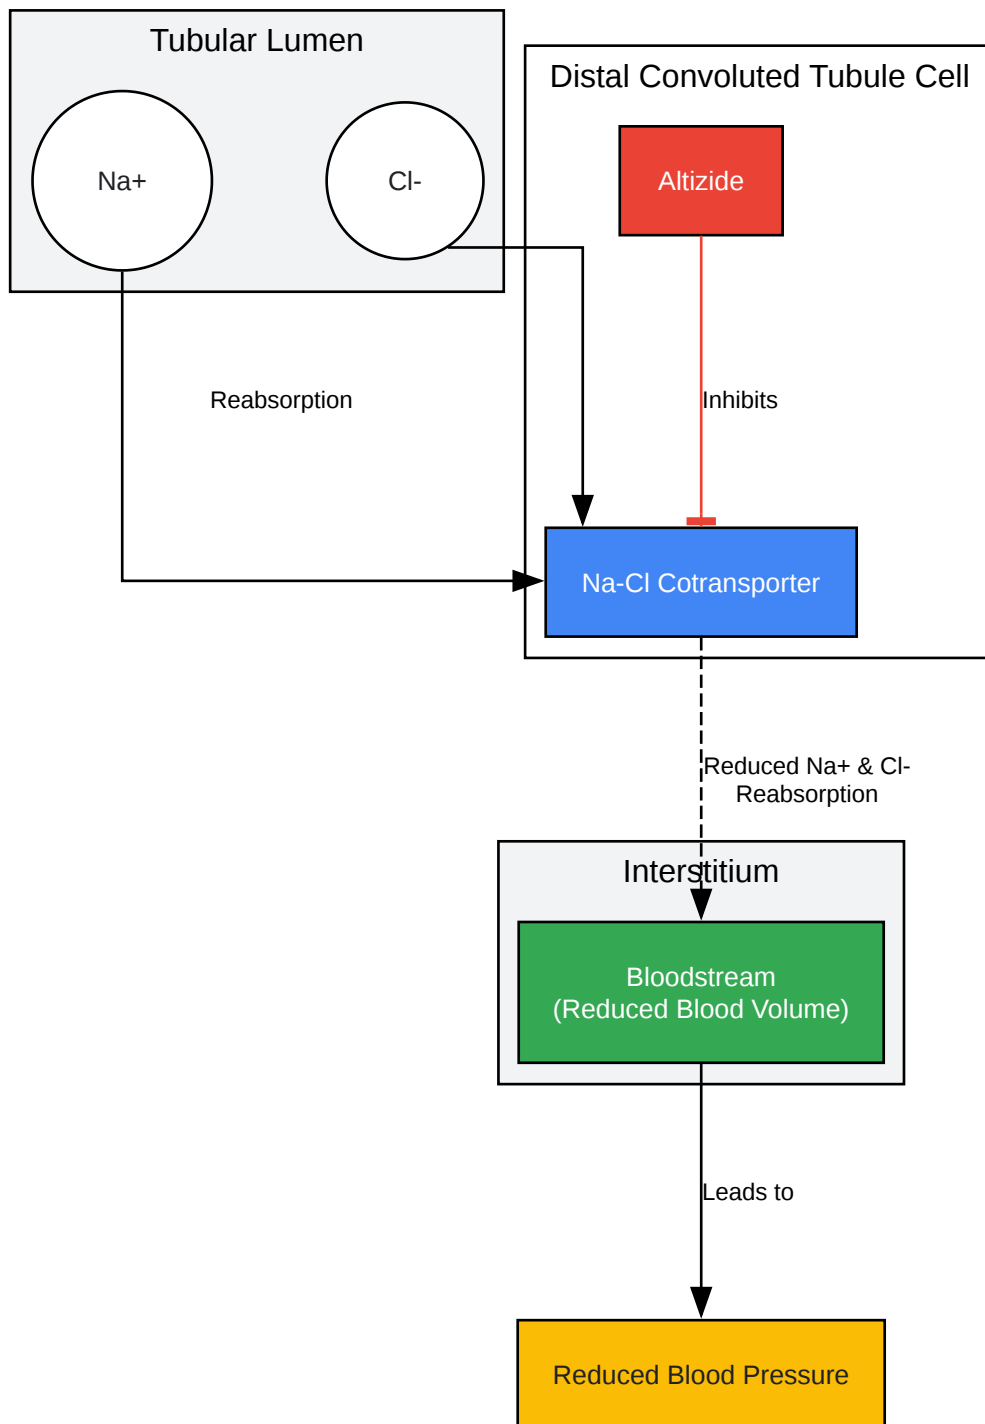 Tubular Lumen
Distal Convoluted Tubule Cell
Na+
Cl-
Altizide
Reabsorption
Inhibits
Na-Cl Cotransporter
Reduced Na+ & Cl-
Reabsorption
Interstitium
Bloodstream
(Reduced Blood Volume)
Leads to
Reduced Blood Pressure